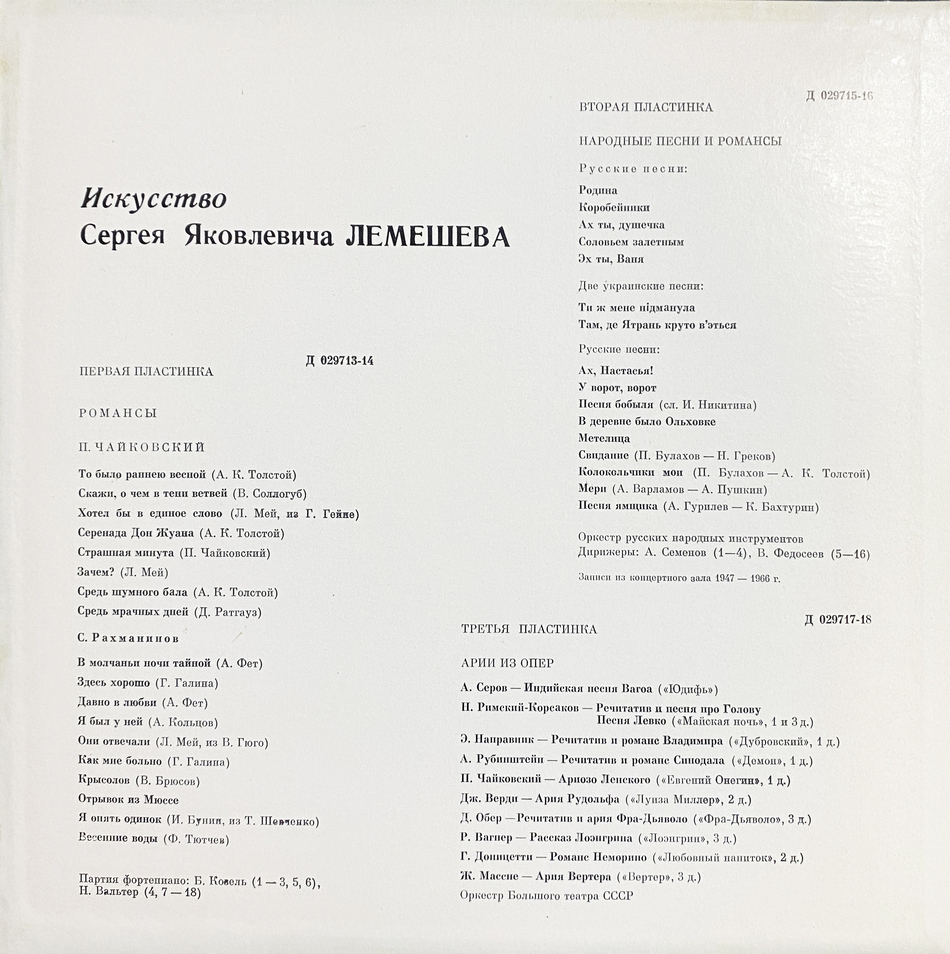 Искусство
Сергея Яковлевича ЛЕМЕШЕВА
Д 029713-14
ПЕРВАЯ ПЛАСТИНКА
РОМАНСЫ
П. ЧАЙКОВСКИЙ
То было раннею весной (А. К. Толстой)
Скажи, о чем в тени ветвей (В. Соллогуб)
Хотел бы в единое слово (Л. Мей, из Г. Гейне)
Серенада Дон Жуана (А. К. Толстой)
Страшная минута (П. Чайковский)
Зачем? (Л. Мей)
Средь шумного бала (А. К. Толстой)
Средь мрачных дней (Д. Ратгауз)
С. Рахманинов
В молчаньи ночи тайной (А. Фет)
Здесь хорошо (Г. Галина)
Давно в любви (А. Фет)
Я был у ней (А. Кольцов)
Они отвечали (Л. Мей, из В. Гюго)
Как мне больно (Г. Галина)
Крысолов (В. Брюсов)
Отрывок из Мюссе
Я опять одинок (И. Бунин, из Т. Шевченко)
Весенние воды (Ф. Тютчев)
Партия фортепиано: Б. Ковель (1 — 3, 5, 6),
Н. Вальтер (4, 7 — 18)
Д 029715-16
ВТОРАЯ ПЛАСТИНКА
НАРОДНЫЕ ПЕСНИ И РОМАНСЫ
Русские песни:
Родина
Коробейники
Ах ты, душечка
Соловьем залетным
Эх ты, Ваня
Две украинские песни:
Ти ж мене підманула
Там, де Ятрань круто в'эться
Русские песни:
Ах, Настасья!
У ворот, ворот
Песня бобыля (сл. И. Никитина)
В деревне было Ольховке
Метелица
Свидание (П. Булахов — Н. Греков)
Колокольчики мои (П. Булахов — А. К. Толстой)
Мери (А. Варламов — А. Пушкин)
Песня ямщика (А. Гурилев — К. Бахтурин)
Оркестр русских народных инструментов
Дирижеры: А. Семенов (1—4), В. Федосеев (5—16)
Записи из концертного зала 1947 — 1966 г.
Д 029717-18
ТРЕТЬЯ ПЛАСТИНКА
АРИИ ИЗ ОПЕР
А. Серов — Индийская песня Вагоа («Юдифь»)
Н. Римский-Корсаков — Речитатив и песня про Голову
Песня Левко («Майская ночь», 1 и 3 д.)
Э. Направник — Речитатив и романс Владимира («Дубровский», 1 д.)
А. Рубинштейн — Речитатив и романс Синодала («Демон», 1 д.)
П. Чайковский — Ариозо Ленского («Евгений Онегин», 1 д.)
Дж. Верди — Ария Рудольфа («Луиза Миллер», 2 д.)
Д. Обер — Речитатив и ария Фра-Дьяволо («Фра-Дьяволо», 3 д.)
Р. Вагнер — Рассказ Лоэнгрина («Лоэнгрин», 3 д.)
Г. Доницетти — Романс Неморино («Любовный напиток», 2 д.)
Ж. Массне — Ария Вертера («Вертер», 3 д.)
Оркестр Большого театра СССР